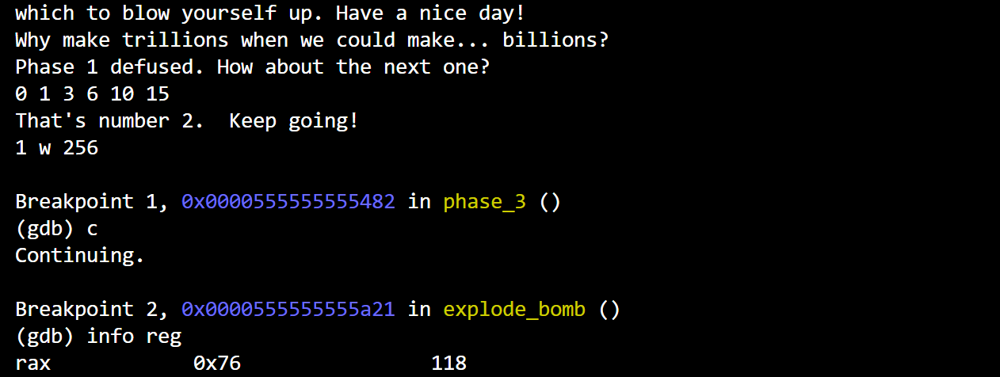 which to blow yourself up. Have a nice day!
Why make trillions when we could make... billions?
Phase 1 defused. How about the next one?
0 1 3 6 10 15
That's number 2.  Keep going!
1 w 256
Breakpoint 1, 0x0000555555555482 in phase_3 ()
(gdb) c
Continuing.
Breakpoint 2, 0x0000555555555a21 in explode_bomb ()
(gdb) info reg
rax            0x76                118